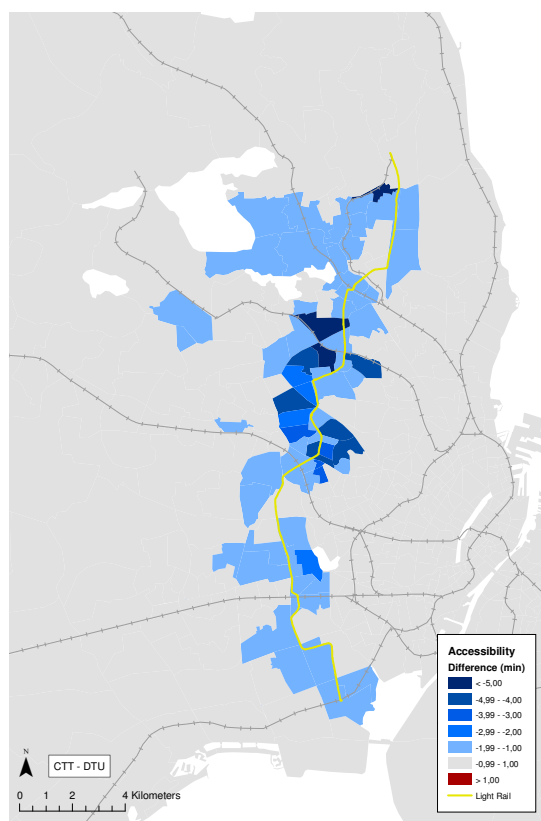 Accessibility
Difference (min)
< -5,00
-4,99 - -4,00
-3,99 - -3,00
-2,99 - -2,00
-1,99 - -1,00
-0,99 - 1,00
> 1,00
Light Rail
N
CTT - DTU
0 1 2 4 Kilometers